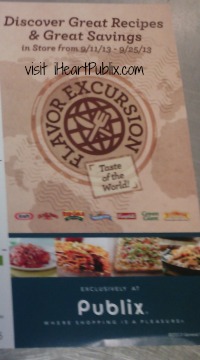 Discover Great Recipes
& Great Savings
in Store from 9/11/13 - 9/25/13
visit iHeartPublix.com
FLAVOR EXCURSION
Taste
of the
World!
Kraft
EXCLUSIVELY AT
Publix.
WHERE SHOPPING IS A PLEASURE.